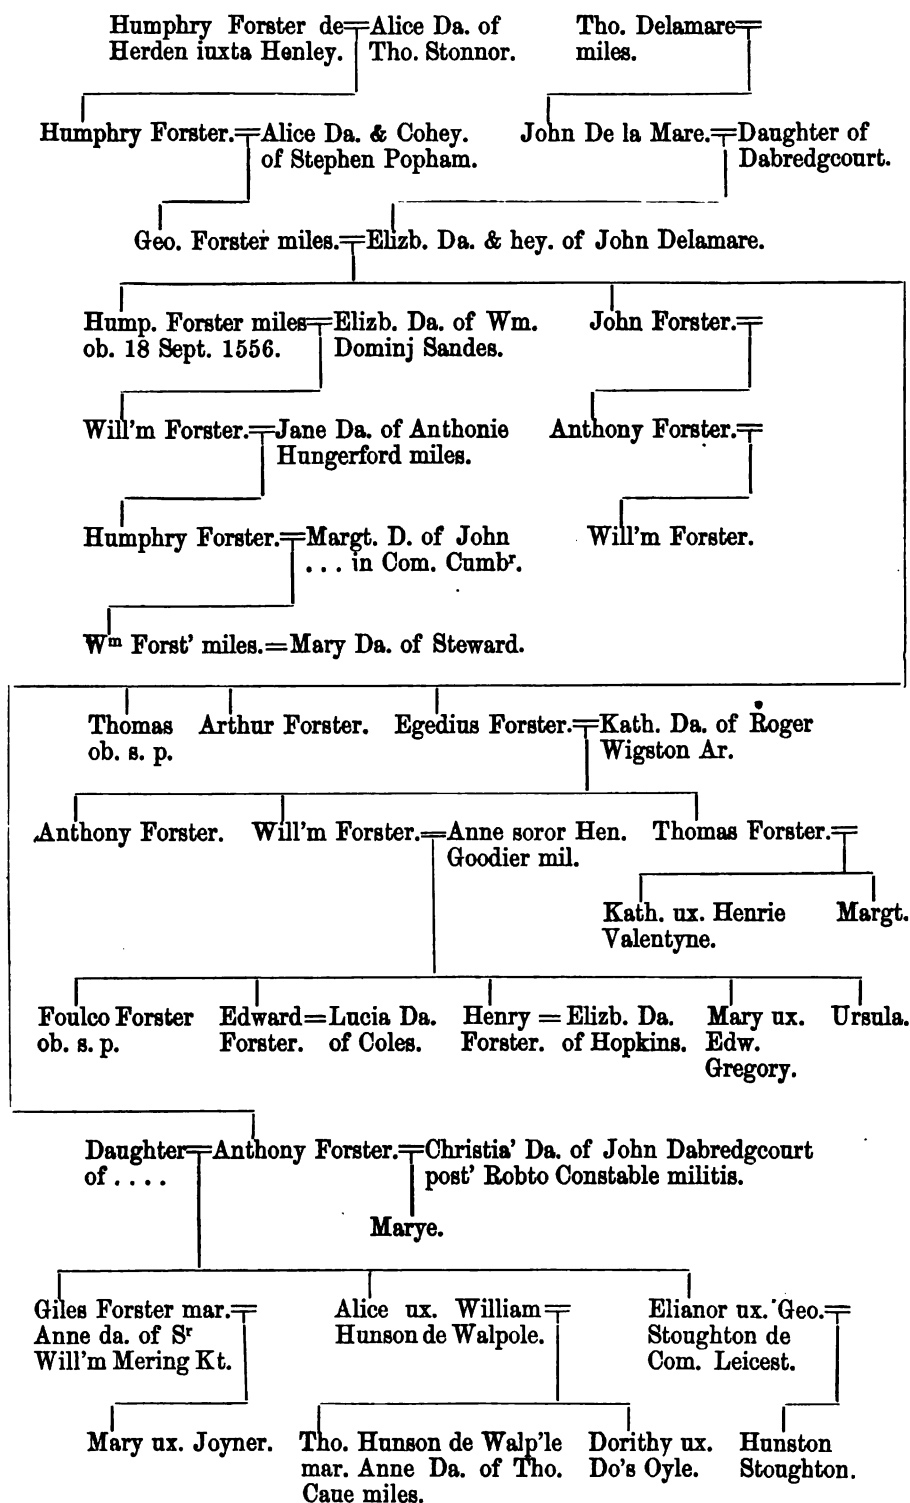 Humphry Forster de=Alice Da. of
Herden iuxta Henley. Tho. Stonnor.
Tho. Delamare=
miles.
Humphry Forster.=Alice Da. & Cohey.
of Stephen Popham.
John De la Mare.=Daughter of
Dabredgcourt.
Geo. Forster miles.=Elizb. Da. & hey. of John Delamare.
Hump. Forster miles=Elizb. Da. of Wm.
ob. 18 Sept. 1556. Dominj Sandes.
John Forster.=
Will'm Forster.=Jane Da. of Anthonie
Hungerford miles.
Anthony Forster.=
Humphry Forster.=Margt. D. of John
... in Com. Cumbʳ.
Will'm Forster.
Wᵐ Forst' miles.=Mary Da. of Steward.
Thomas
ob. s. p.
Arthur Forster.
Egedius Forster.=Kath. Da. of Roger
Wigston Ar.
Anthony Forster.
Will'm Forster.=Anne soror Hen.
Goodier mil.
Thomas Forster.=
Kath. ux. Henrie
Valentyne.
Margt.
Foulco Forster
ob. s. p.
Edward=Lucia Da.
Forster. of Coles.
Henry = Elizb. Da.
Forster. of Hopkins.
Mary ux.
Edw.
Gregory.
Ursula.
Daughter=Anthony Forster.=Christia' Da. of John Dabredgcourt
of .... post' Robto Constable militis.
Marye.
Giles Forster mar.=
Anne da. of Sʳ
Will'm Mering Kt.
Alice ux. William=
Hunson de Walpole.
Elianor ux. Geo.=
Stoughton de
Com. Leicest.
Mary ux. Joyner.
Tho. Hunson de Walp'le
mar. Anne Da. of Tho.
Caue miles.
Dorithy ux.
Do's Oyle.
Hunston
Stoughton.